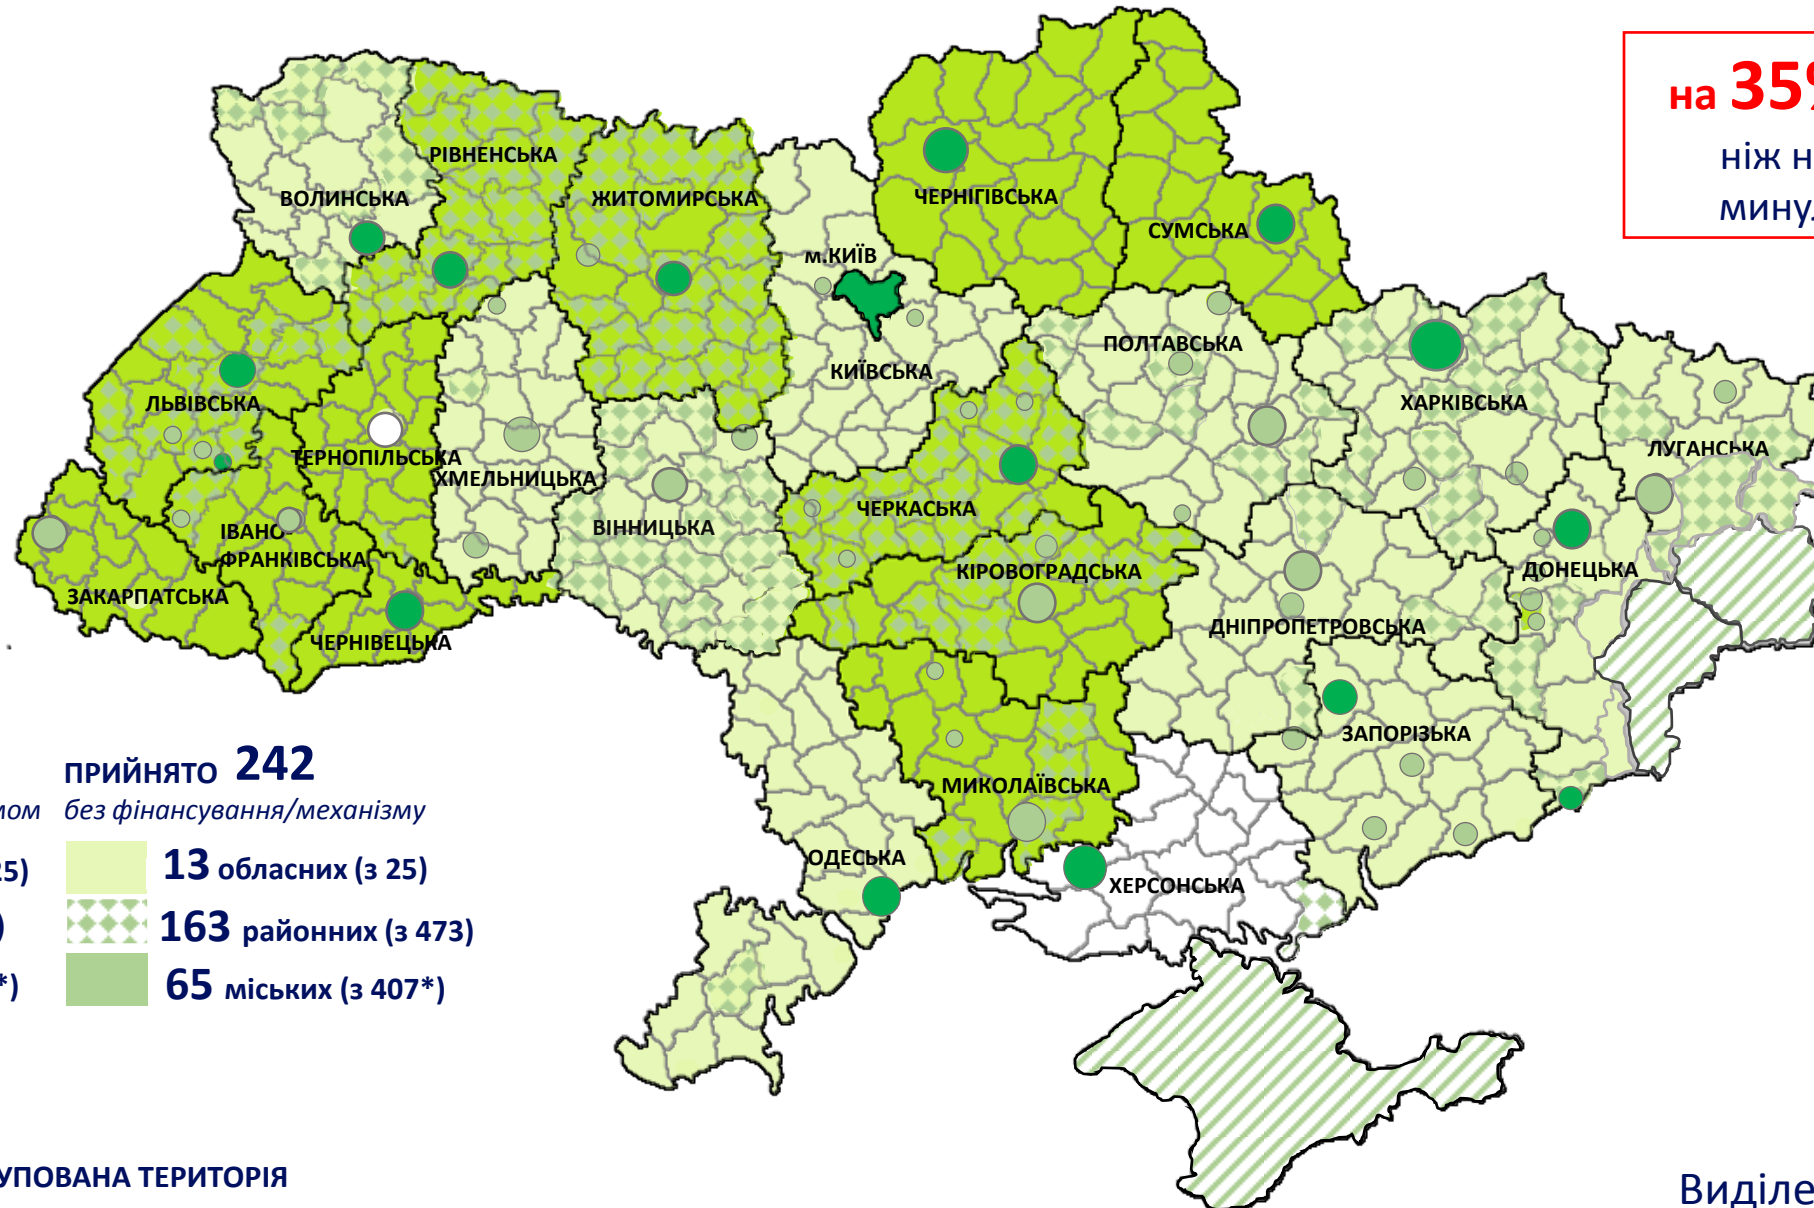 на 35%
ніж н
мину
РІВНЕНСЬКА
ВОЛИНСЬКА
ЖИТОМИРСЬКА
ЧЕРНІГІВСЬКА
СУМСЬКА
м.КИЇВ
ПОЛТАВСЬКА
КИЇВСЬКА
ХАРКІВСЬКА
ЛЬВІВСЬКА
ЛУГАНСЬКА
ТЕРНОПІЛЬСЬКА
ХМЕЛЬНИЦЬКА
ЧЕРКАСЬКА
ВІННИЦЬКА
ІВАНО-
ФРАНКІВСЬКА
КІРОВОГРАДСЬКА
ДОНЕЦЬКА
ЗАКАРПАТСЬКА
ДНІПРОПЕТРОВСЬКА
ЧЕРНІВЕЦЬКА
ЗАПОРІЗЬКА
МИКОЛАЇВСЬКА
ОДЕСЬКА
ХЕРСОНСЬКА
ПРИЙНЯТО 242
мом без фінансування/механізму
25) 13 обласних (з 25)
) 163 районних (з 473)
*) 65 міських (з 407*)
УПОВАНА ТЕРИТОРІЯ
Виділе